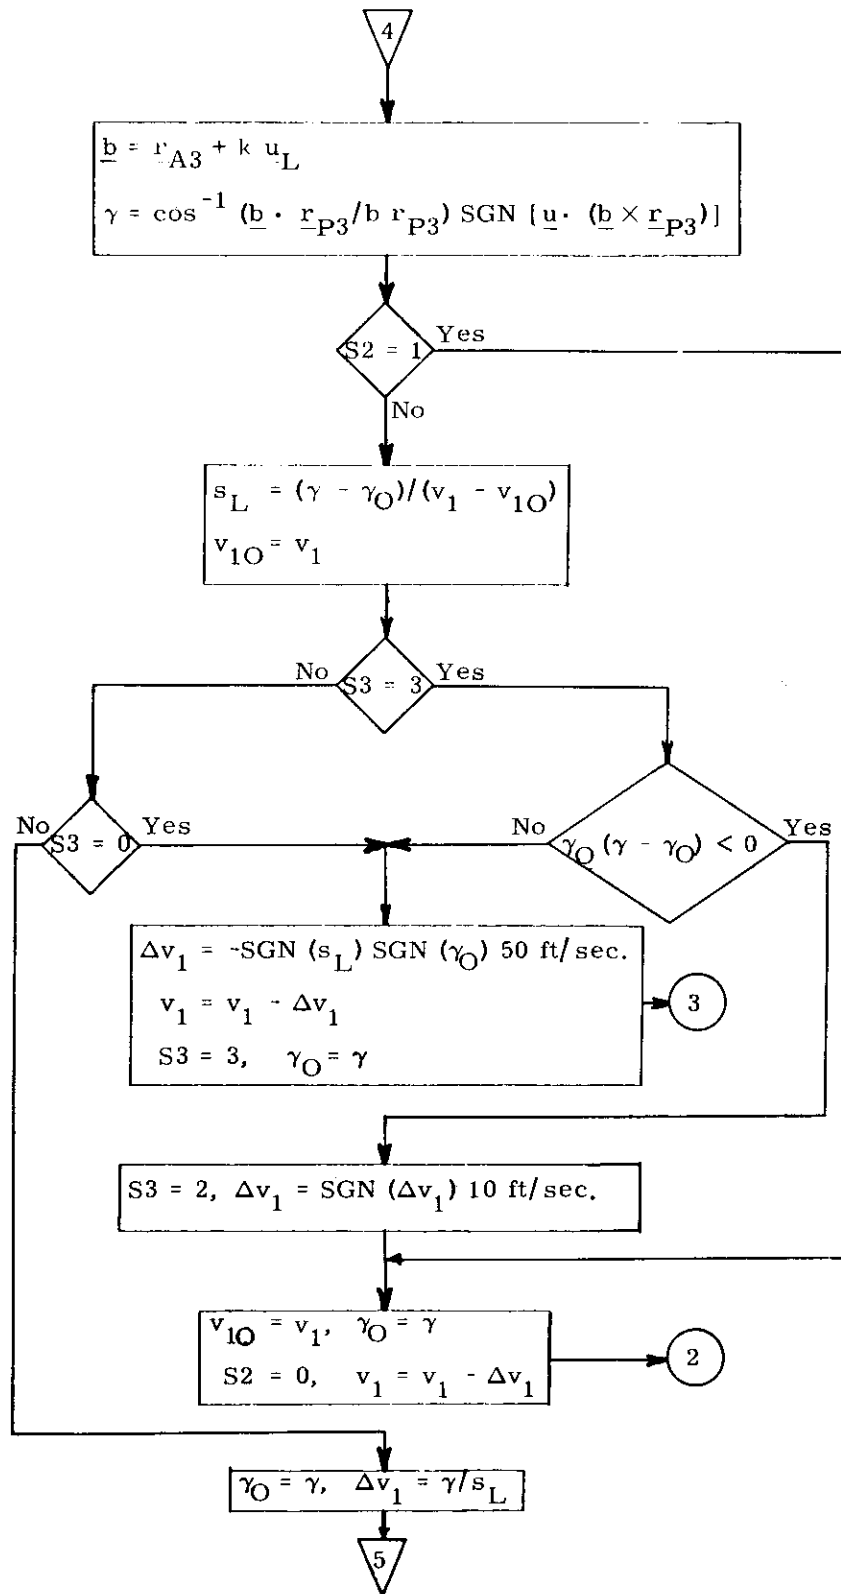 4
b = r_A3 + k u_L
γ = cos^-1 (b · r_P3/b r_P3) SGN [u · (b × r_P3)]
S2 = 1
Yes
No
s_L = (γ - γ_O)/(v_1 - v_1O)
v_1O = v_1
No
S3 = 3
Yes
No
S3 = 0
Yes
No
γ_O (γ - γ_O) < 0
Yes
Δv_1 = -SGN (s_L) SGN (γ_O) 50 ft/sec.
v_1 = v_1 - Δv_1
S3 = 3, γ_O = γ
3
S3 = 2, Δv_1 = SGN (Δv_1) 10 ft/sec.
v_1O = v_1, γ_O = γ
S2 = 0, v_1 = v_1 - Δv_1
2
γ_O = γ, Δv_1 = γ/s_L
5